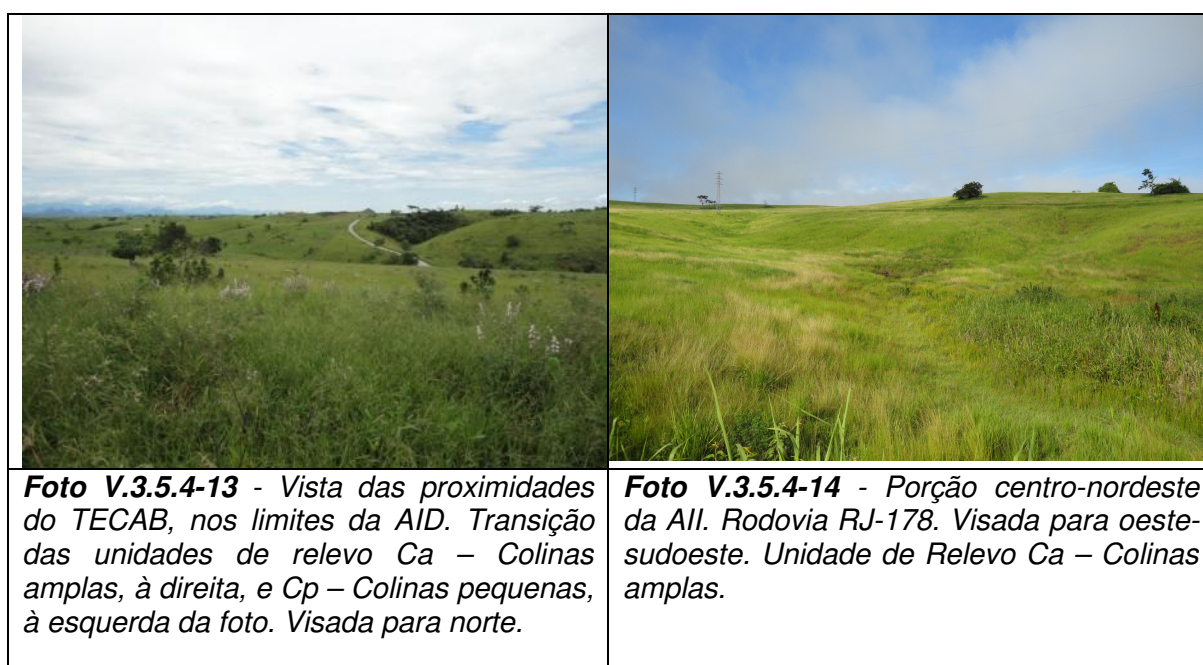 Foto V.3.5.4-13 - Vista das proximidades
do TECAB, nos limites da AID. Transição
das unidades de relevo Ca – Colinas
amplas, à direita, e Cp – Colinas pequenas,
à esquerda da foto. Visada para norte.
Foto V.3.5.4-14 - Porção centro-nordeste
da AII. Rodovia RJ-178. Visada para oeste-
sudoeste. Unidade de Relevo Ca – Colinas
amplas.